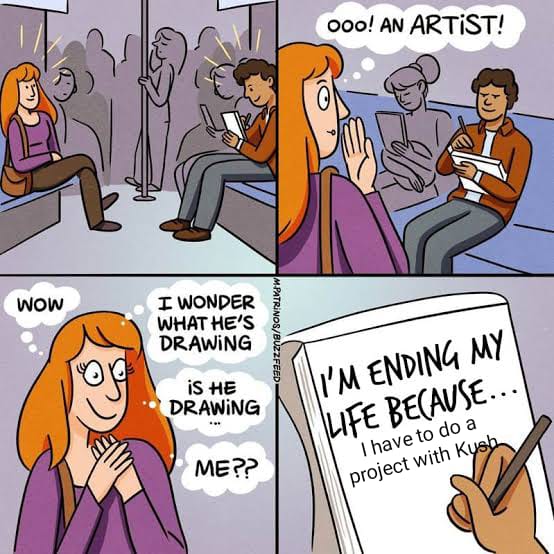 OOO! AN ARTiST!
WOW
I WONDER
WHAT HE'S
DRAWiNG
iS HE
DRAWiNG
...
ME??
M.PATRiNOS/BUZZFEED
I'M ENDiNG MY
LIFE BECAUSE...
I have to do a
project with Kush